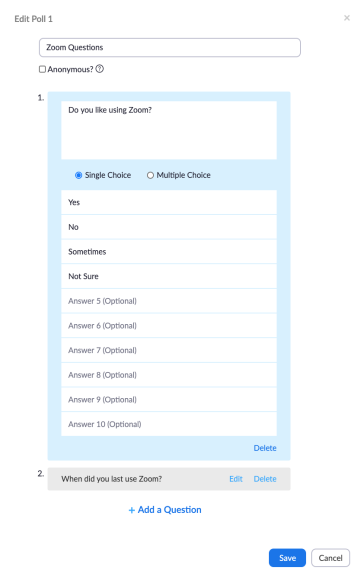 Edit Poll 1
Zoom Questions
Anonymous?
1.
Do you like using Zoom?
Single Choice Multiple Choice
Yes
No
Sometimes
Not Sure
Answer 5 (Optional)
Answer 6 (Optional)
Answer 7 (Optional)
Answer 8 (Optional)
Answer 9 (Optional)
Answer 10 (Optional)
Delete
2.
When did you last use Zoom? Edit Delete
+ Add a Question
Save Cancel